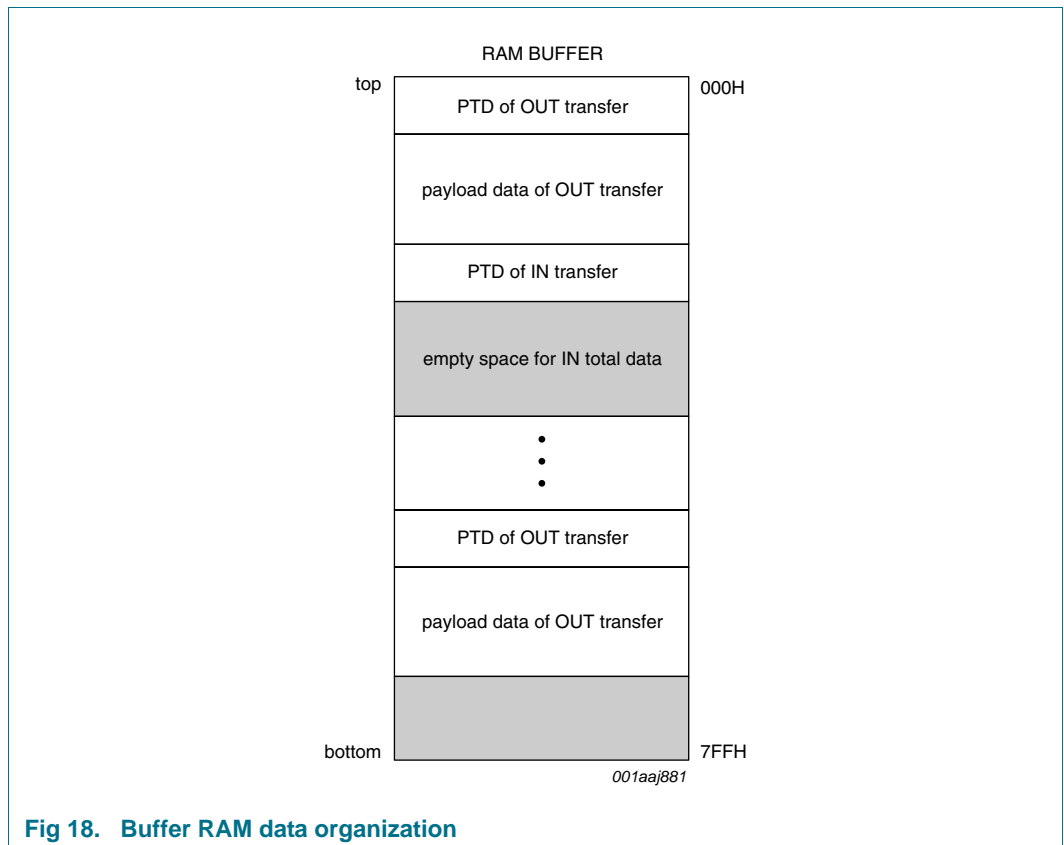 RAM BUFFER
top
000H
PTD of OUT transfer
payload data of OUT transfer
PTD of IN transfer
empty space for IN total data
PTD of OUT transfer
payload data of OUT transfer
bottom
7FFH
001aaj881
Fig 18. Buffer RAM data organization